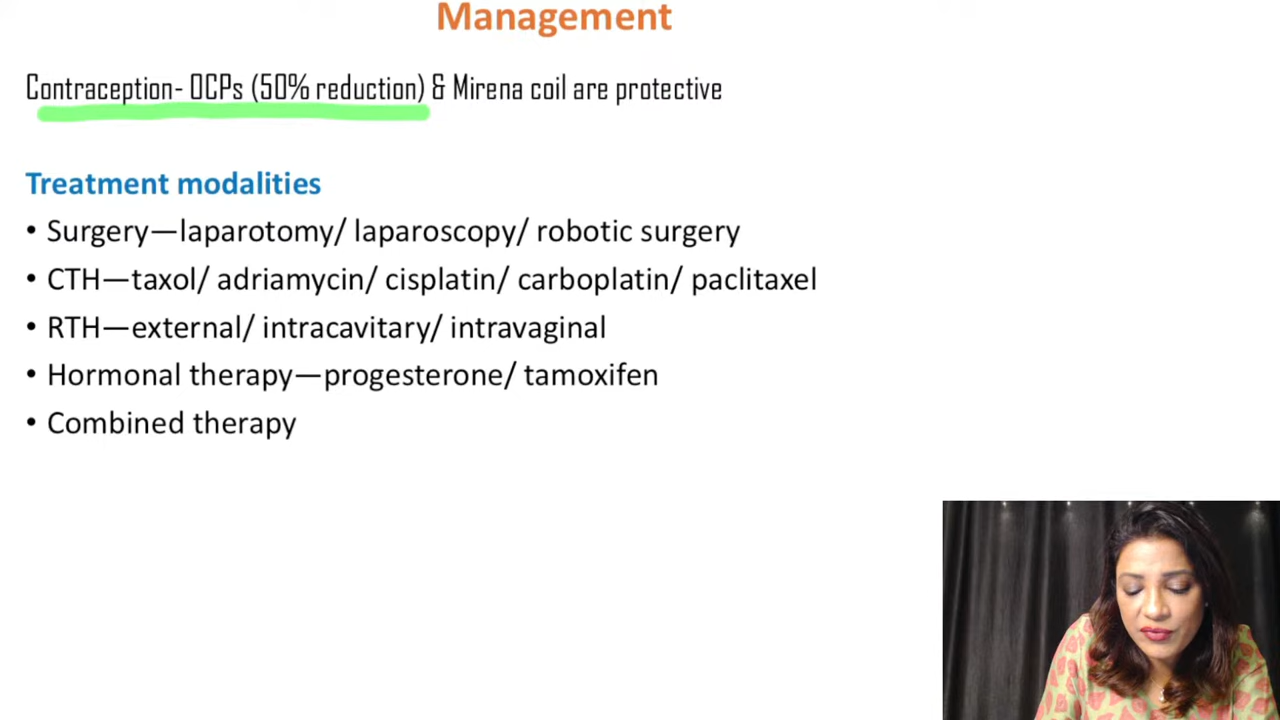 Management
Contraception- OCPs (50% reduction) & Mirena coil are protective
Treatment modalities
• Surgery—laparotomy/ laparoscopy/ robotic surgery
• CTH—taxol/ adriamycin/ cisplatin/ carboplatin/ paclitaxel
• RTH—external/ intracavitary/ intravaginal
• Hormonal therapy—progesterone/ tamoxifen
• Combined therapy